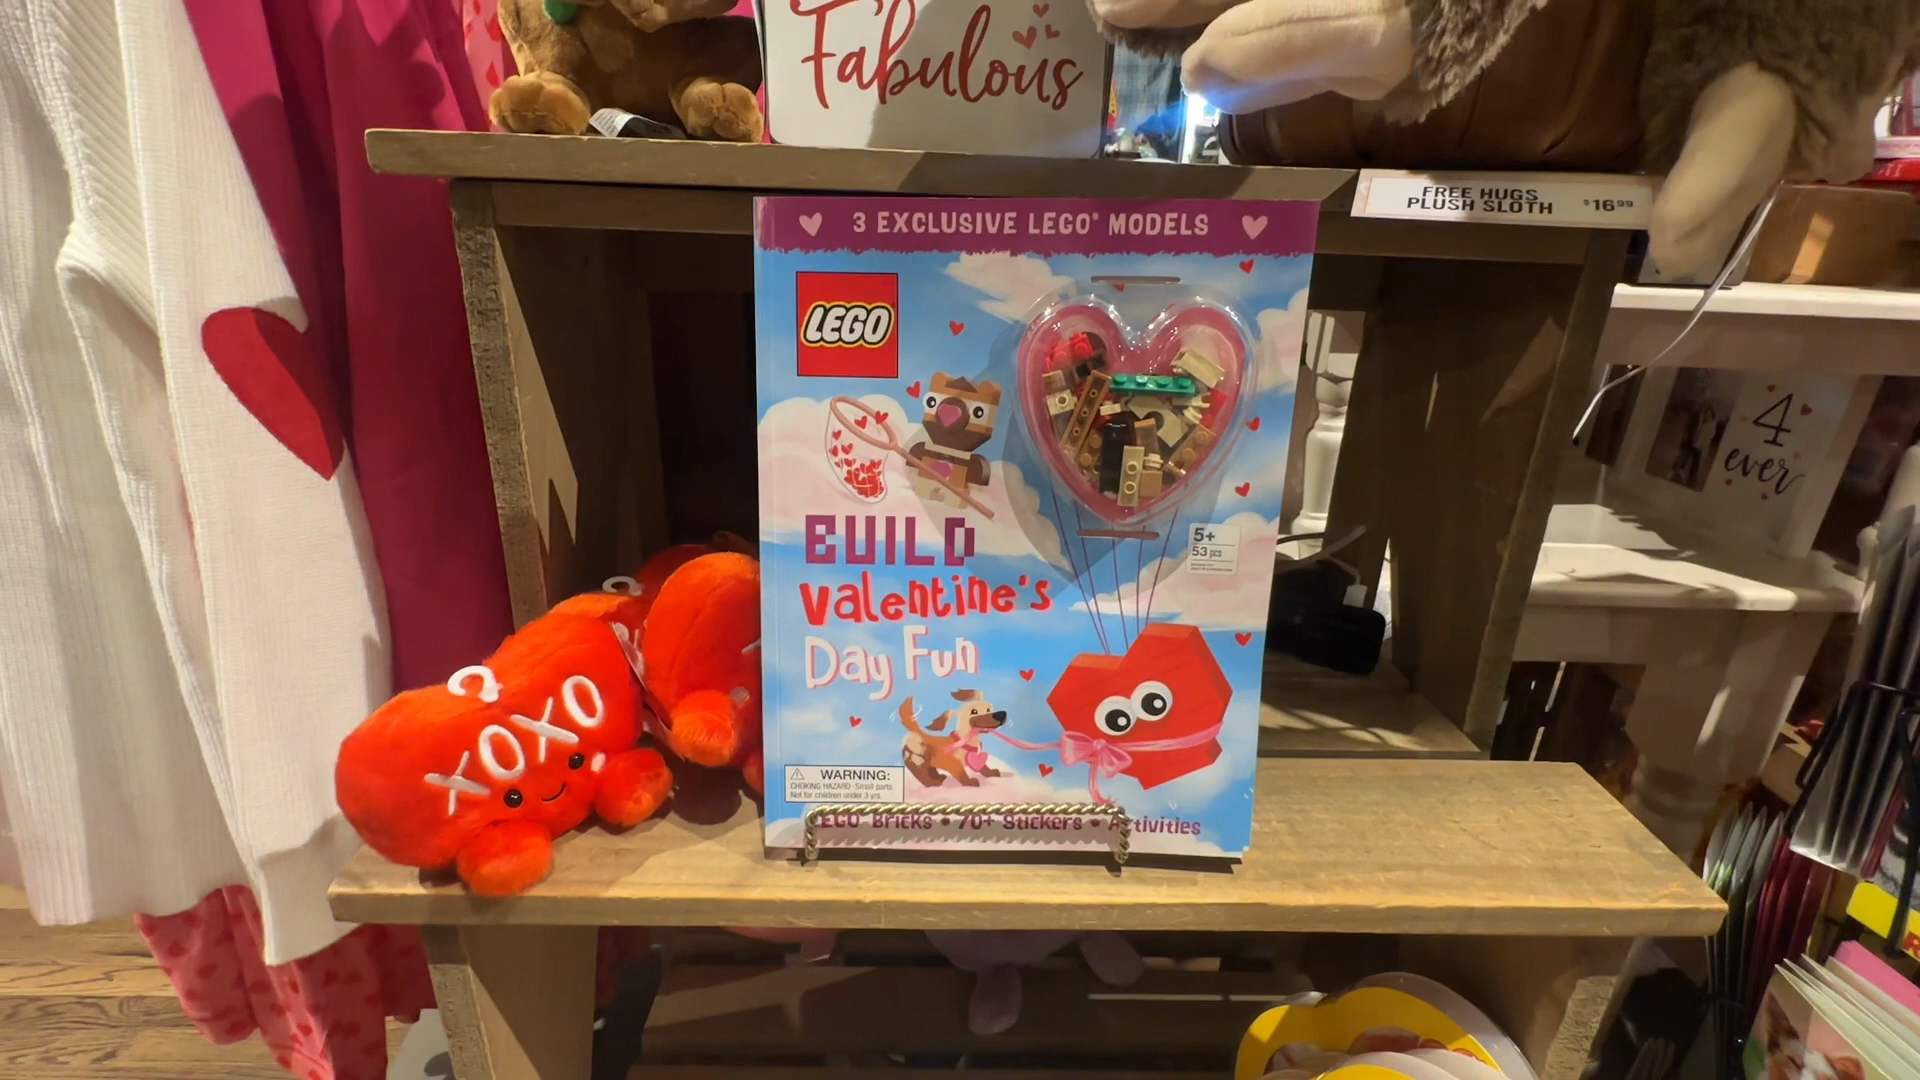 Fabulous
FREE HUGS
PLUSH SLOTH $16.99
3 EXCLUSIVE LEGO® MODELS
LEGO
5+
53 pcs
BUILD
Valentine's
Day Fun
4
ever
XOXO
WARNING:
CHOKING HAZARD - Small parts
Not for children under 3 yrs.
LEGO® Bricks • 70+ Stickers • Activities